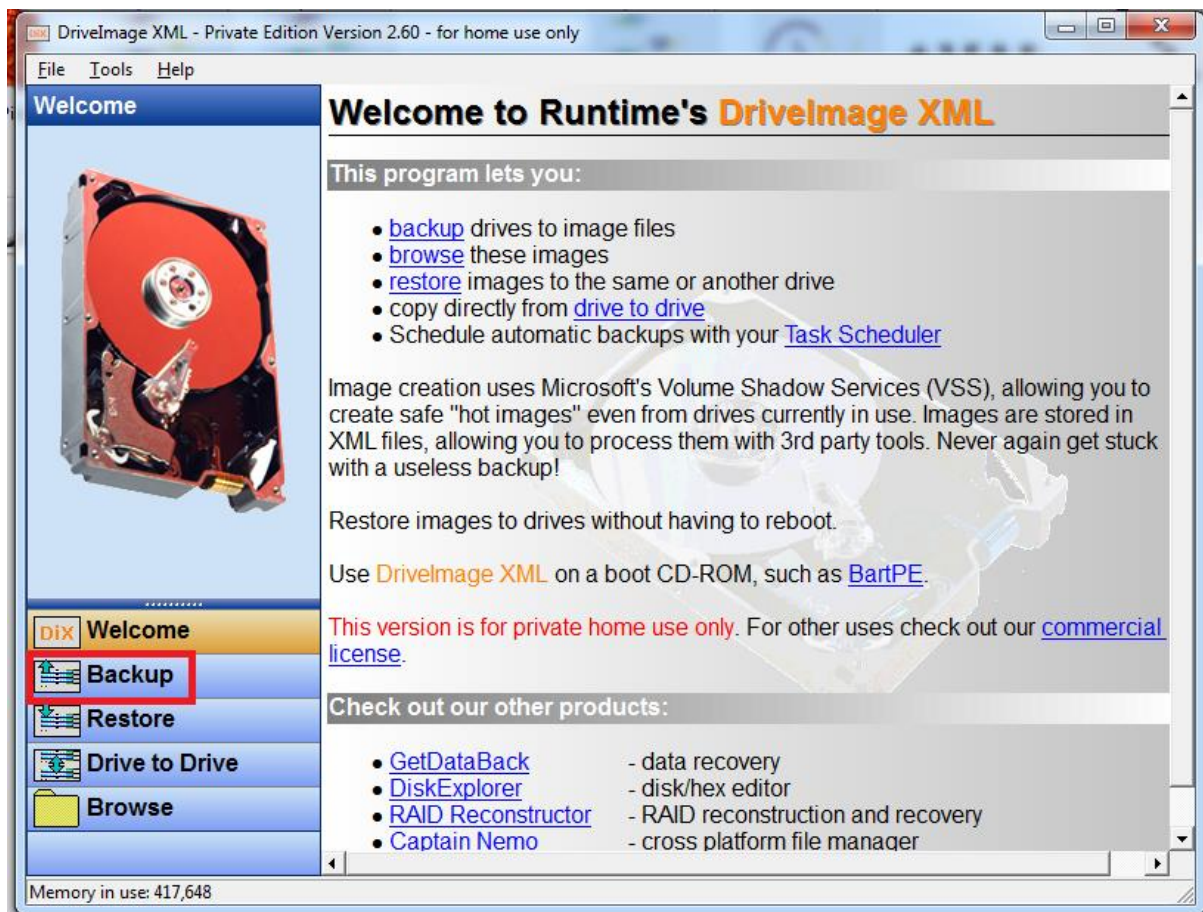 DriveImage XML - Private Edition Version 2.60 - for home use only
File Tools Help
Welcome
Welcome to Runtime's DriveImage XML
This program lets you:
• backup drives to image files
• browse these images
• restore images to the same or another drive
• copy directly from drive to drive
• Schedule automatic backups with your Task Scheduler
Image creation uses Microsoft's Volume Shadow Services (VSS), allowing you to
create safe "hot images" even from drives currently in use. Images are stored in
XML files, allowing you to process them with 3rd party tools. Never again get stuck
with a useless backup!
Restore images to drives without having to reboot.
Use DriveImage XML on a boot CD-ROM, such as BartPE.
This version is for private home use only. For other uses check out our commercial
license.
Check out our other products:
• GetDataBack - data recovery
• DiskExplorer - disk/hex editor
• RAID Reconstructor - RAID reconstruction and recovery
• Captain Nemo - cross platform file manager
DiX Welcome
Backup
Restore
Drive to Drive
Browse
Memory in use: 417,648